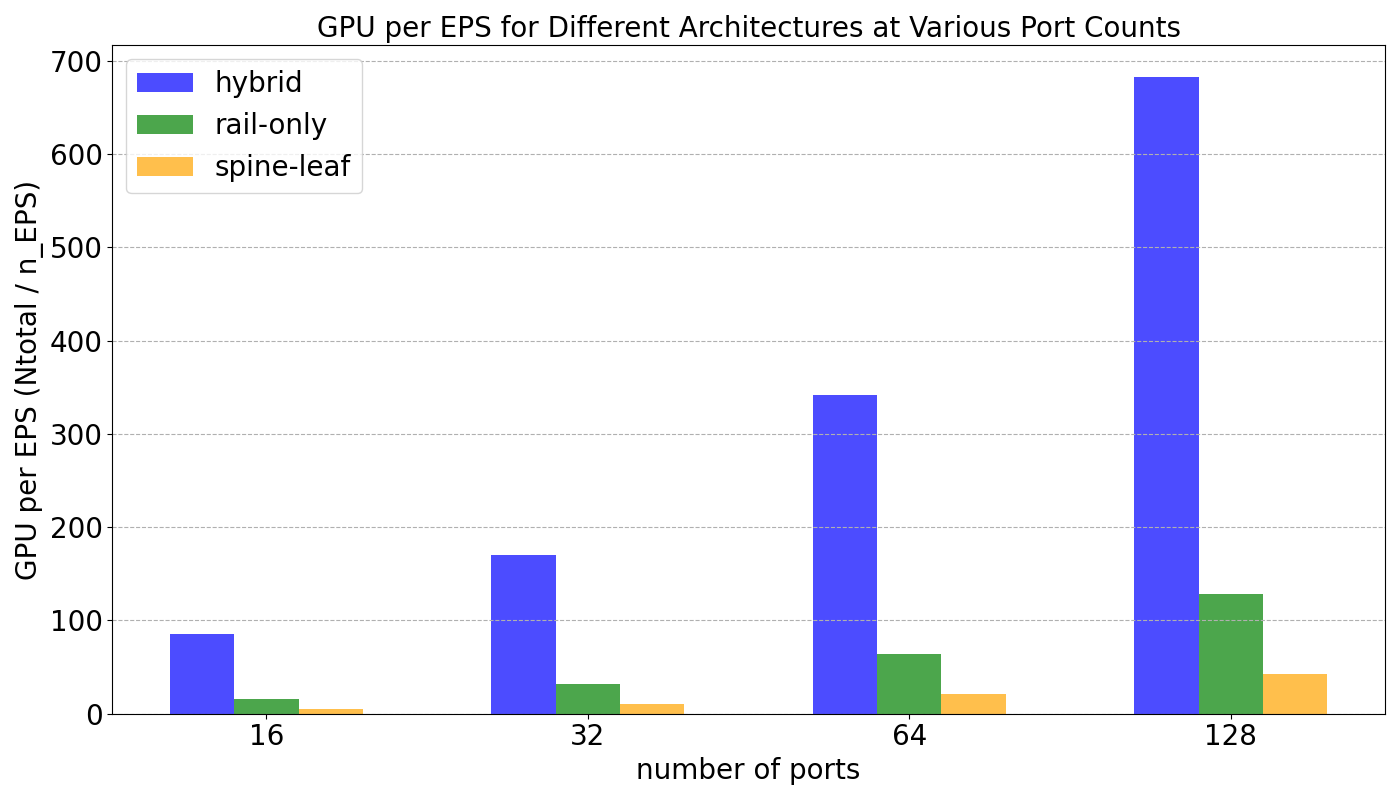 GPU per EPS for Different Architectures at Various Port Counts
GPU per EPS (Ntotal / n_EPS)
700
600
500
400
300
200
100
0
hybrid
rail-only
spine-leaf
16 32 64 128
number of ports